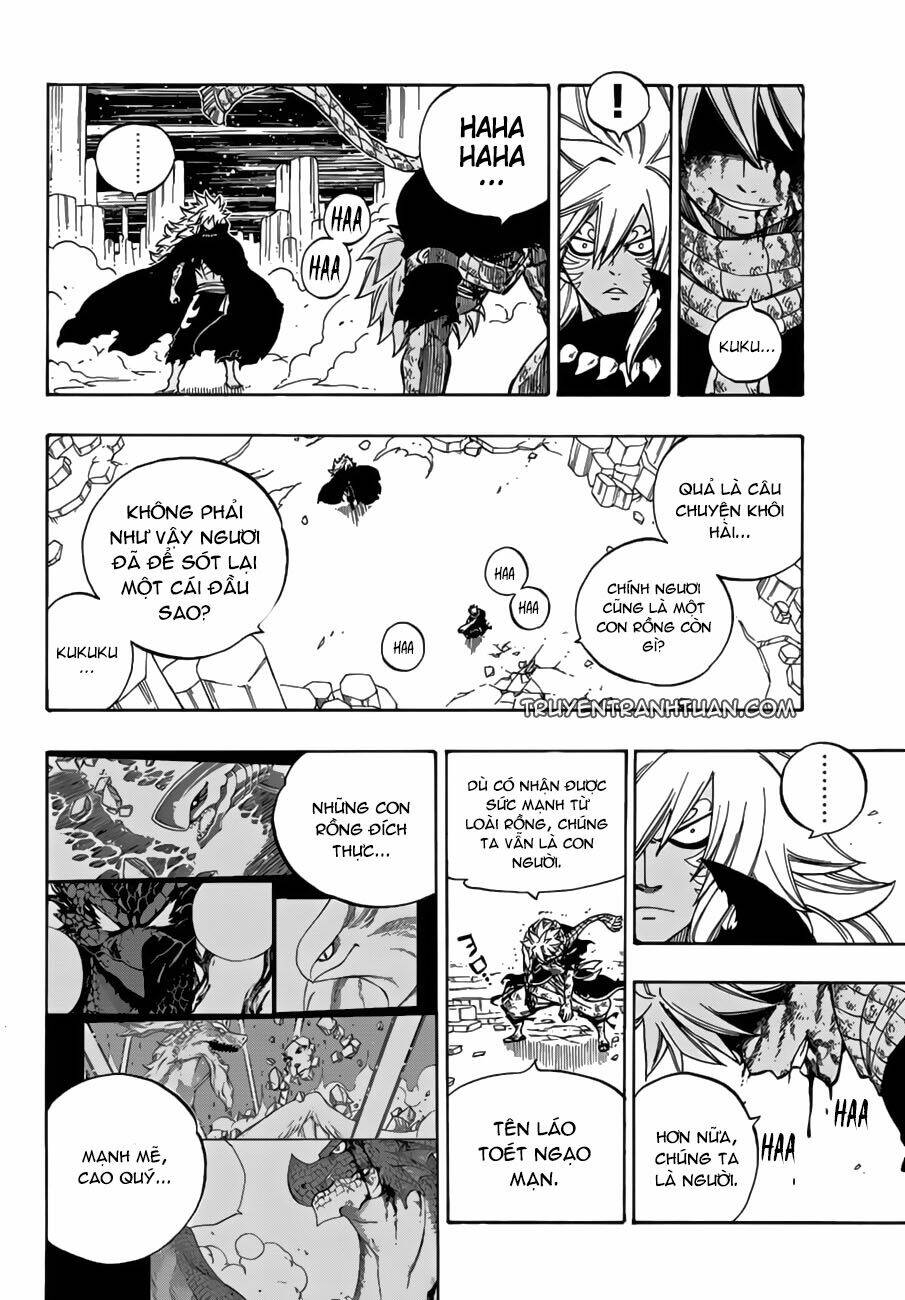 KUKU...
!
HAHA
HAHA
...
HAA
HAA
.......
QUẢ LÀ CÂU
CHUYỆN KHÔI
HÀI...
CHÍNH NGƯƠI
CŨNG LÀ MỘT
CON RỒNG CÒN
GÌ?
HAA
HAA
HAA
KHÔNG PHẢI
NHƯ VẬY NGƯƠI
ĐÃ ĐỂ SÓT LẠI
MỘT CÁI ĐẦU
SAO?
KUKUKU
...
TRUYENTRANHTUAN.COM
.......
HAA
HAA
HƠN NỮA,
CHÚNG TA
LÀ NGƯỜI.
DÙ CÓ NHẬN ĐƯỢC
SỨC MẠNH TỪ
LOÀI RỒNG, CHÚNG
TA VẪN LÀ CON
NGƯỜI.
TÊN LÁO
TOÉT NGẠO
MẠN.
NHỮNG CON
RỒNG ĐÍCH
THỰC...
MẠNH MẼ,
CAO QUÝ...